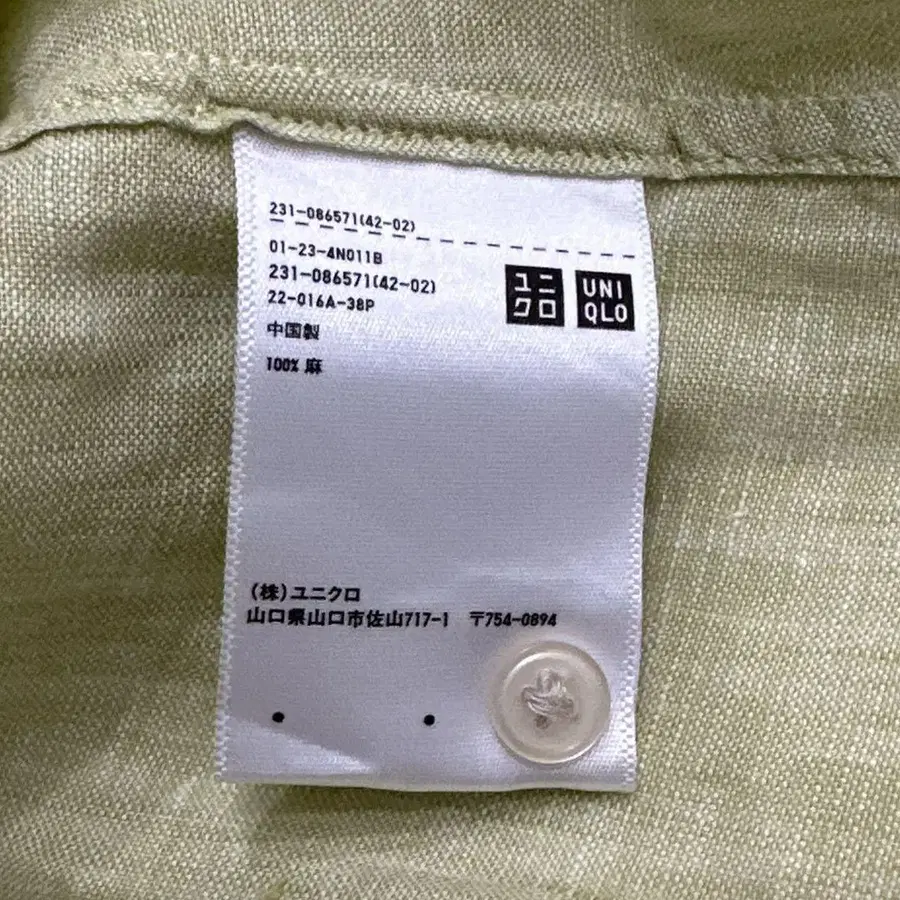 231-086571(42-02)
01-23-4N011B
231-086571(42-02)
22-016A-38P
中国製
100% 麻
ユニ
クロ
UNI
QLO
(株)ユニクロ
山口県山口市佐山717-1 〒754-0894